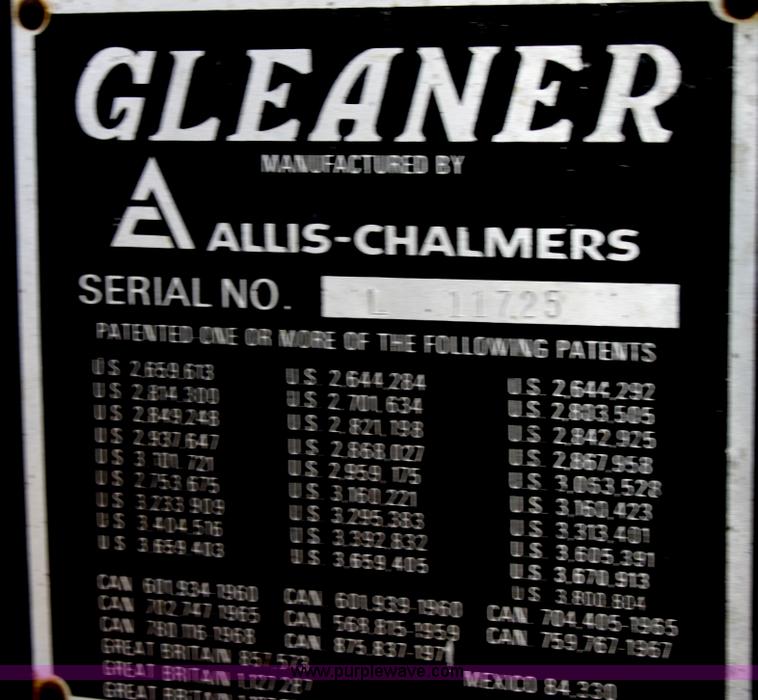 GLEANER
MANUFACTURED BY
ALLIS-CHALMERS
SERIAL NO. L 11725
PATENTED ONE OR MORE OF THE FOLLOWING PATENTS
U S 2,659,613 U S 2,644,284 U.S. 2,644,292
U S 2,814,300 U S 2,701,634 U.S. 2,803,505
U S 2,849,248 U S 2,821,198 U.S. 2,842,925
U S 2,937,647 U S 2,868,027 U.S. 2,867,958
U S 3,701,721 U S 2,959,175 U.S. 3,063,528
U S 2,753,675 U S 3,160,221 U.S. 3,160,423
U S 3,233,909 U S 3,295,383 U.S. 3,313,401
U S 3,404,516 U S 3,392,832 U.S. 3,605,391
U S 3,659,403 U S 3,659,405 U.S. 3,670,913
U S 3,800,804
CAN 601,934-1960 CAN 601,939-1960 CAN. 704,405-1965
CAN 702,747 1965 CAN 568,815-1959 CAN. 759,767-1967
CAN 780,116 1968 CAN 875,837-1971
GREAT BRITAIN MEXICO 84,330
GREAT BRITAIN
GREAT BRITAIN
www.purplewave.com